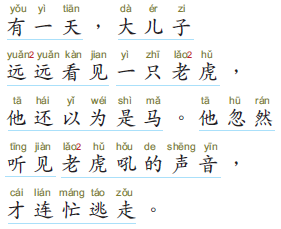 yǒu yì tiān dà ér zi
有一天，大儿子
yuǎn2 yuǎn kàn jian yì zhī lǎo2 hǔ
远远看见一只老虎，
tā hái yǐ wéi shì mǎ tā hū rán
他还以为是马。他忽然
tīng jiàn lǎo2 hǔ hǒu de shēng yīn
听见老虎吼的声音，
cái lián máng táo zǒu
才连忙逃走。